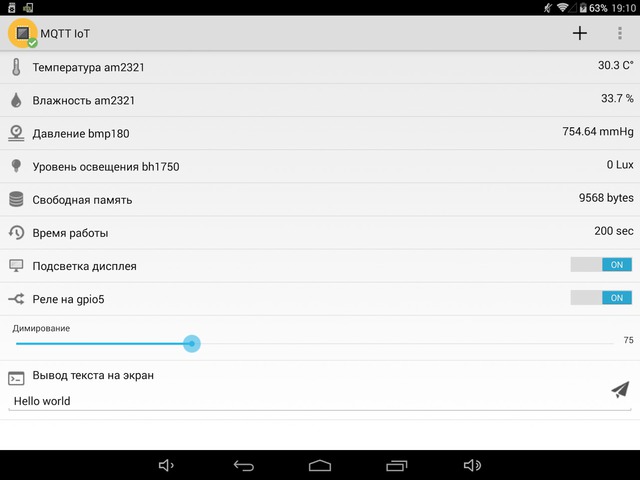 63% 19:10
MQTT IoT
Температура am2321 30.3 C°
Влажность am2321 33.7 %
Давление bmp180 754.64 mmHg
Уровень освещения bh1750 0 Lux
Свободная память 9568 bytes
Время работы 200 sec
Подсветка дисплея ON
Реле на gpio5 ON
Димирование
75
Вывод текста на экран
Hello world